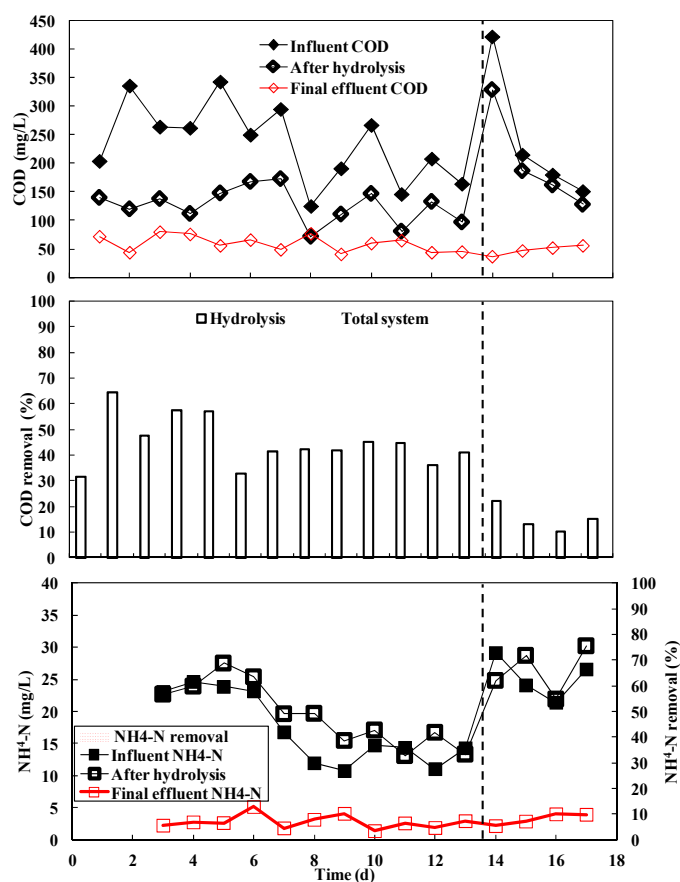 450
400
350
300
250
200
150
100
50
0
COD (mg/L)
Influent COD
After hydrolysis
Final effluent COD
100
90
80
70
60
50
40
30
20
10
0
COD removal (%)
Hydrolysis Total system
40
35
30
25
20
15
10
5
0
NH⁴-N (mg/L)
NH4-N removal
Influent NH4-N
After hydrolysis
Final effluent NH4-N
100
90
80
70
60
50
40
30
20
10
0
NH⁴-N removal (%)
0 2 4 6 8 10 12 14 16 18
Time (d)